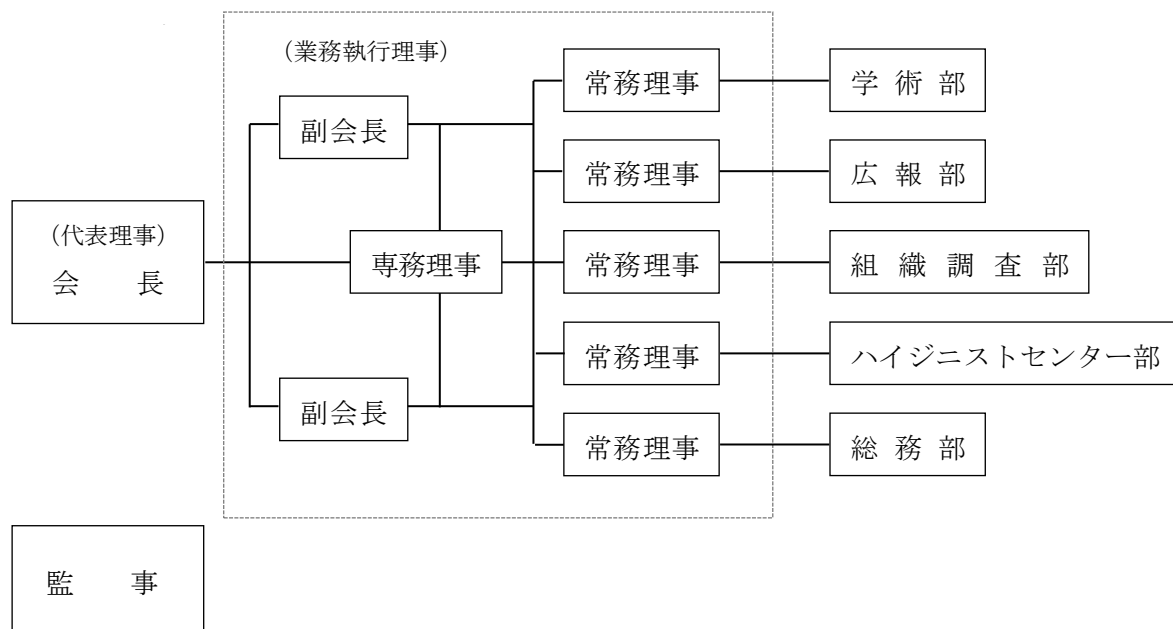 (業務執行理事)
常務理事
学術部
副会長
常務理事
広報部
(代表理事)
会長
専務理事
常務理事
組織調査部
常務理事
ハイジニストセンター部
副会長
常務理事
総務部
監事